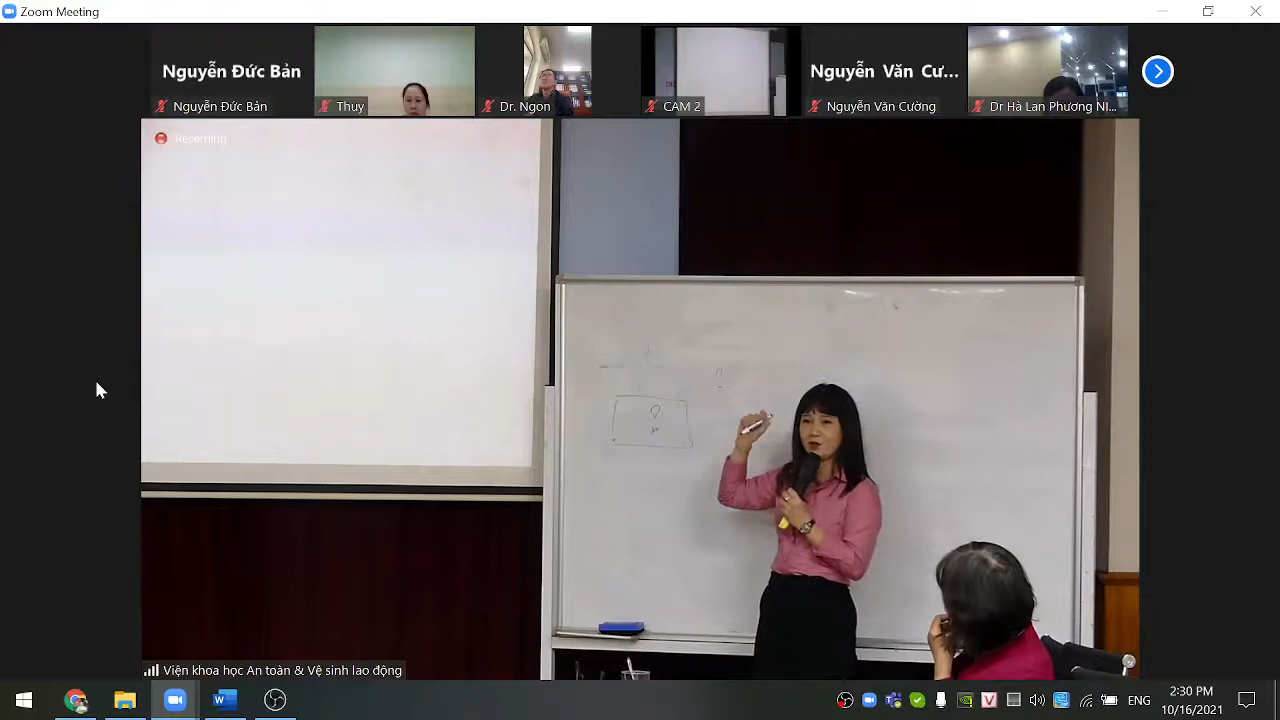 Zoom Meeting
Nguyễn Đức Bản
Nguyễn Văn Cư...
Nguyễn Đức Bản
Thuy
Dr. Ngon
CAM 2
Nguyễn Văn Cường
Dr Hà Lan Phương NI...
Recording
Viện khoa học An toàn & Vệ sinh lao động
ENG
2:30 PM
10/16/2021